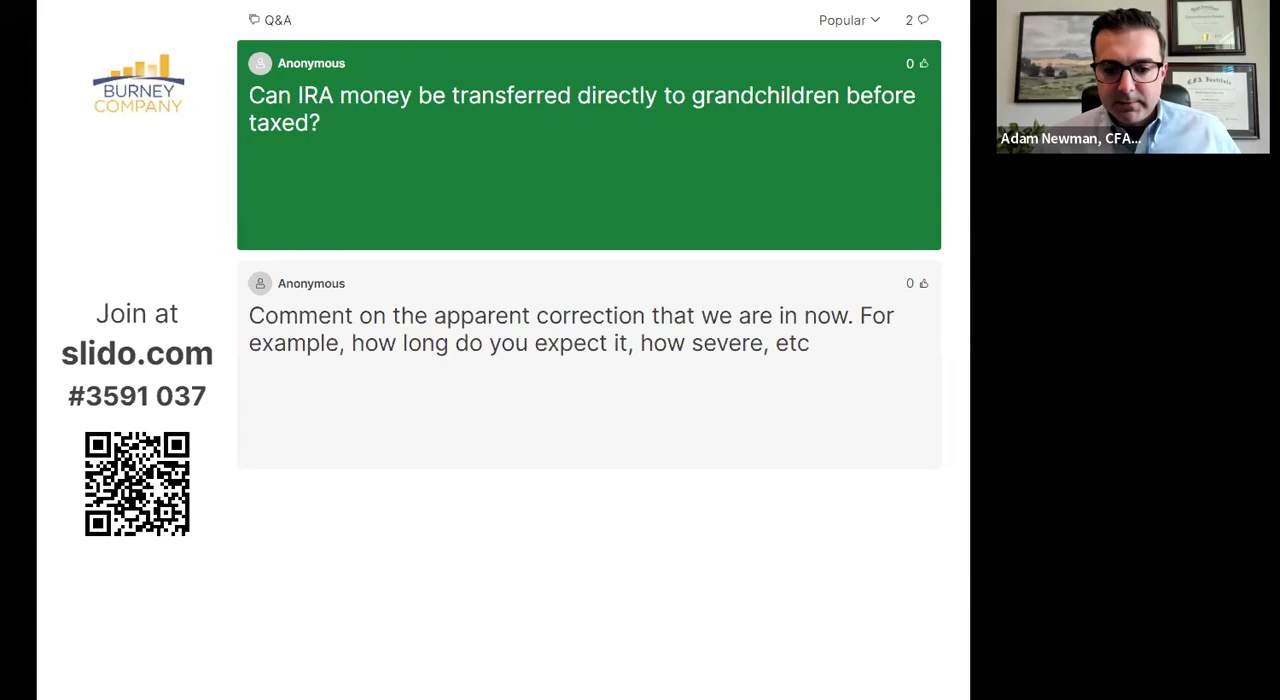 Q&A
Popular
2
BURNEY
COMPANY
Anonymous
0
Can IRA money be transferred directly to grandchildren before
taxed?
Anonymous
0
Comment on the apparent correction that we are in now. For
example, how long do you expect it, how severe, etc
Join at
slido.com
#3591 037
Adam Newman, CFA...